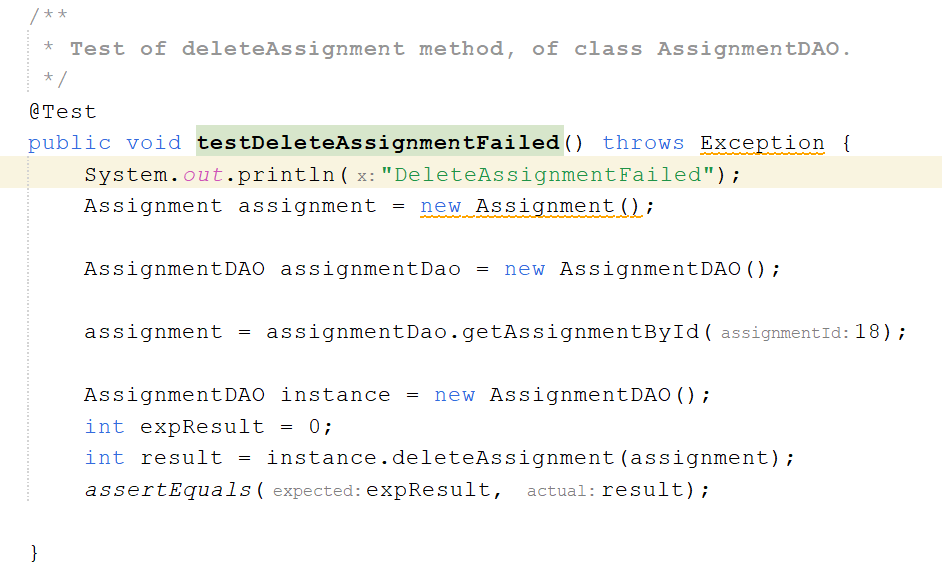 /**
 * Test of deleteAssignment method, of class AssignmentDAO.
 */
@Test
public void testDeleteAssignmentFailed() throws Exception {
    System.out.println( x: "DeleteAssignmentFailed");
    Assignment assignment = new Assignment();

    AssignmentDAO assignmentDao = new AssignmentDAO();

    assignment = assignmentDao.getAssignmentById( assignmentId: 18);

    AssignmentDAO instance = new AssignmentDAO();
    int expResult = 0;
    int result = instance.deleteAssignment(assignment);
    assertEquals( expected: expResult, actual: result);

}